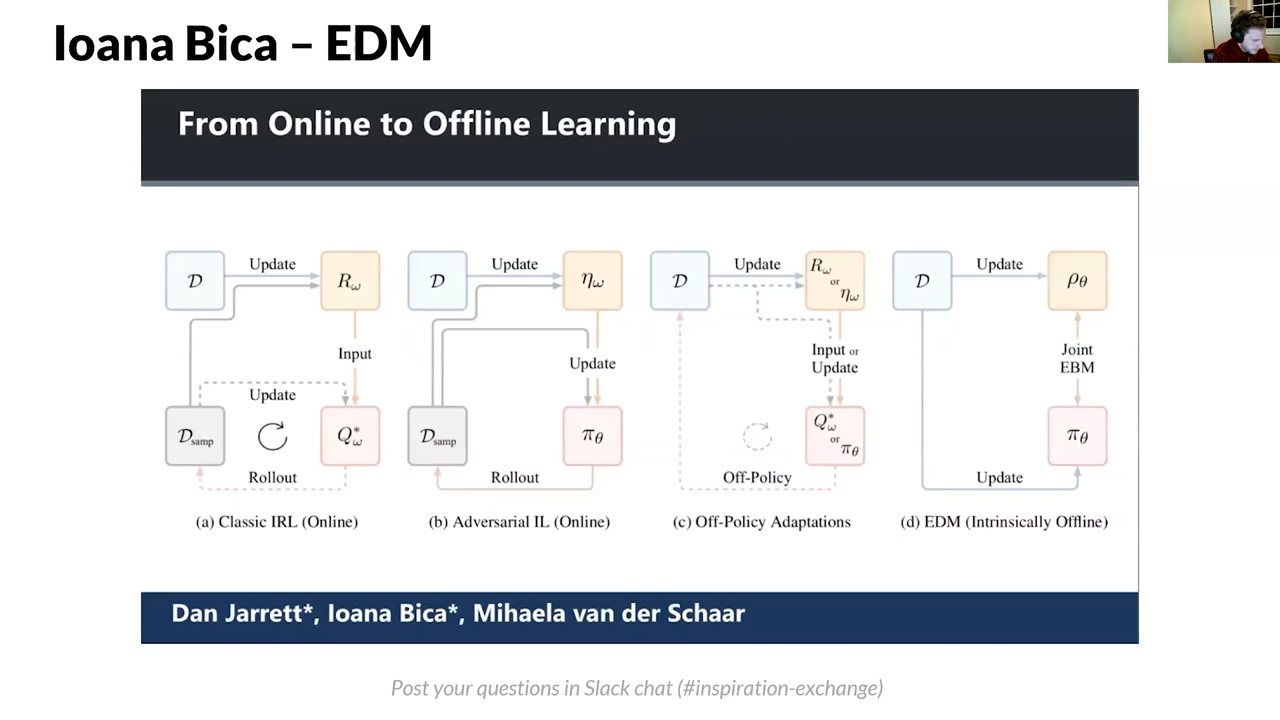 Ioana Bica – EDM
From Online to Offline Learning
𝒟 Update R_ω
Input
Update
𝒟_samp Q*_ω
Rollout
(a) Classic IRL (Online)
𝒟 Update η_ω
Update
𝒟_samp π_θ
Rollout
(b) Adversarial IL (Online)
𝒟 Update R_ω or η_ω
Input or
Update
Q*_ω or π_θ
Off-Policy
(c) Off-Policy Adaptations
𝒟 Update ρ_θ
Joint
EBM
π_θ
Update
(d) EDM (Intrinsically Offline)
Dan Jarrett*, Ioana Bica*, Mihaela van der Schaar
Post your questions in Slack chat (#inspiration-exchange)